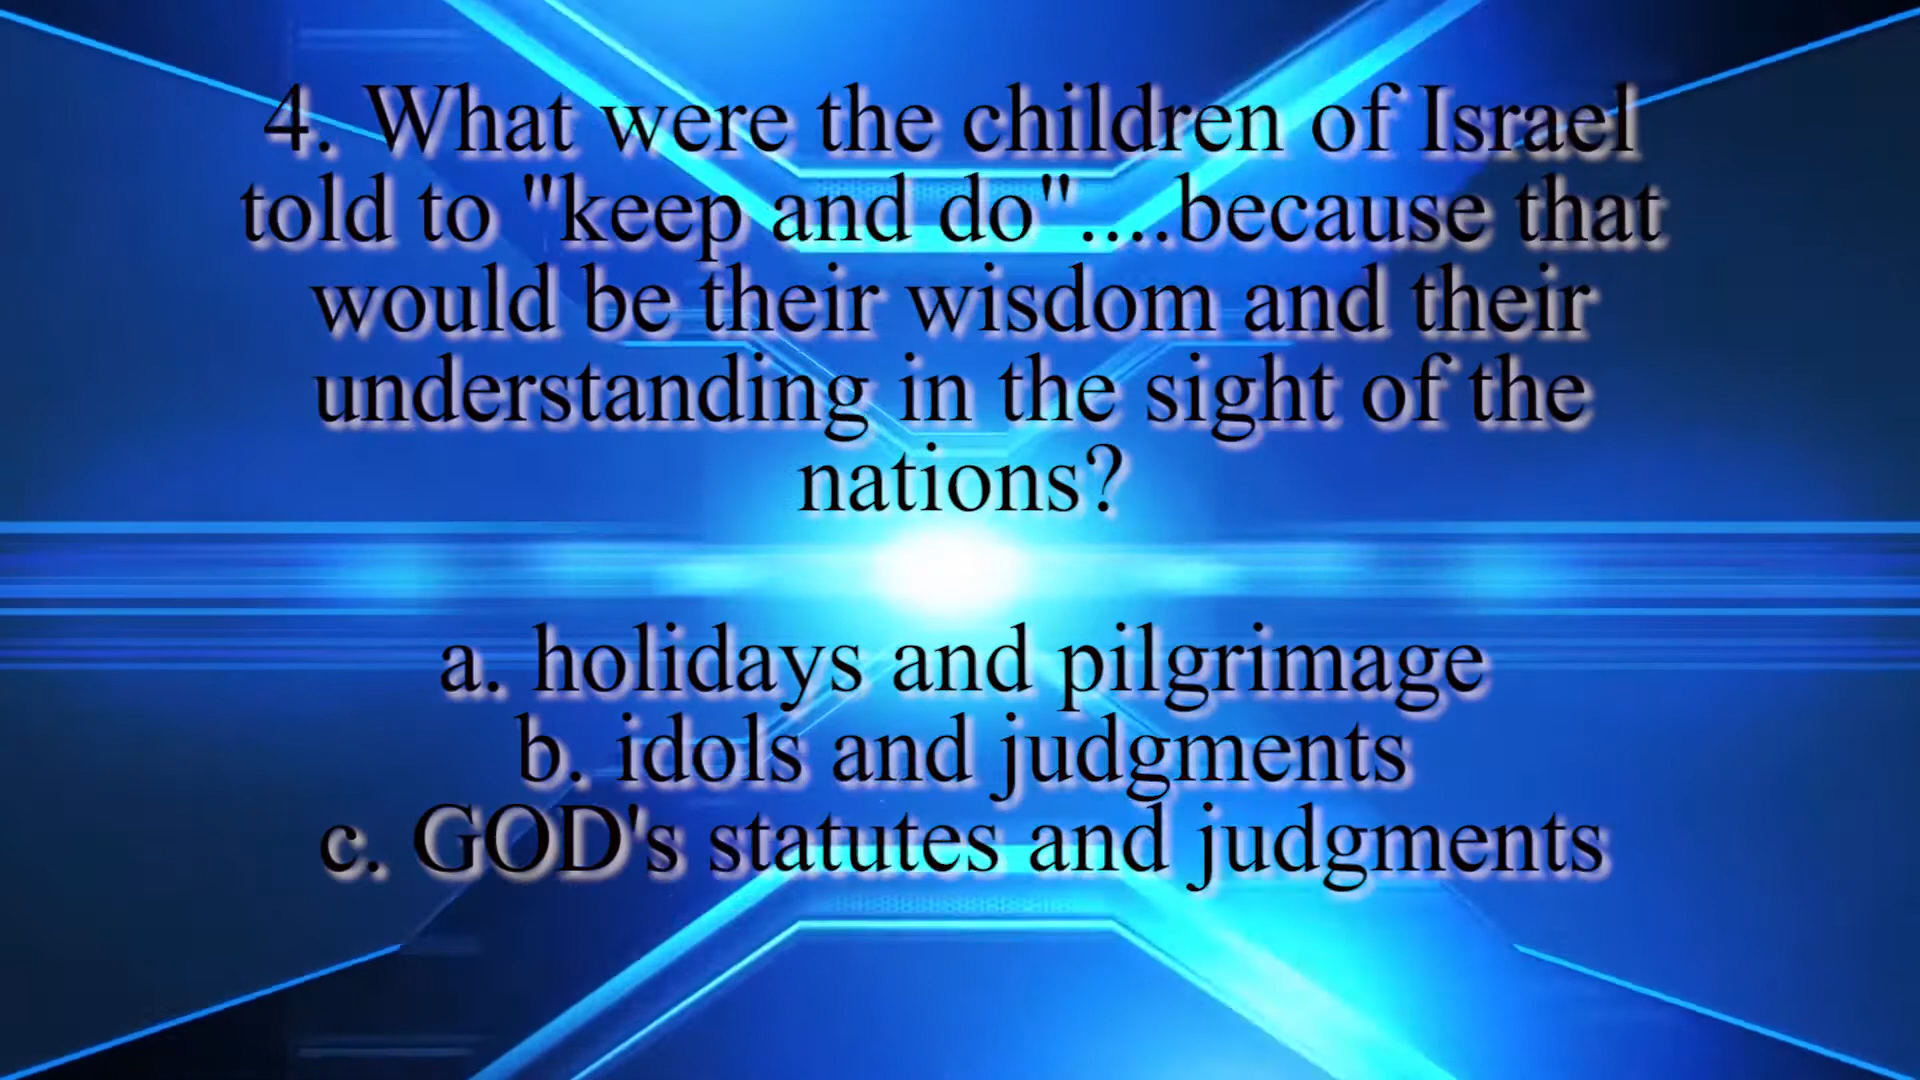 4. What were the children of Israel
told to "keep and do"....because that
would be their wisdom and their
understanding in the sight of the
nations?
a. holidays and pilgrimage
b. idols and judgments
c. GOD's statutes and judgments